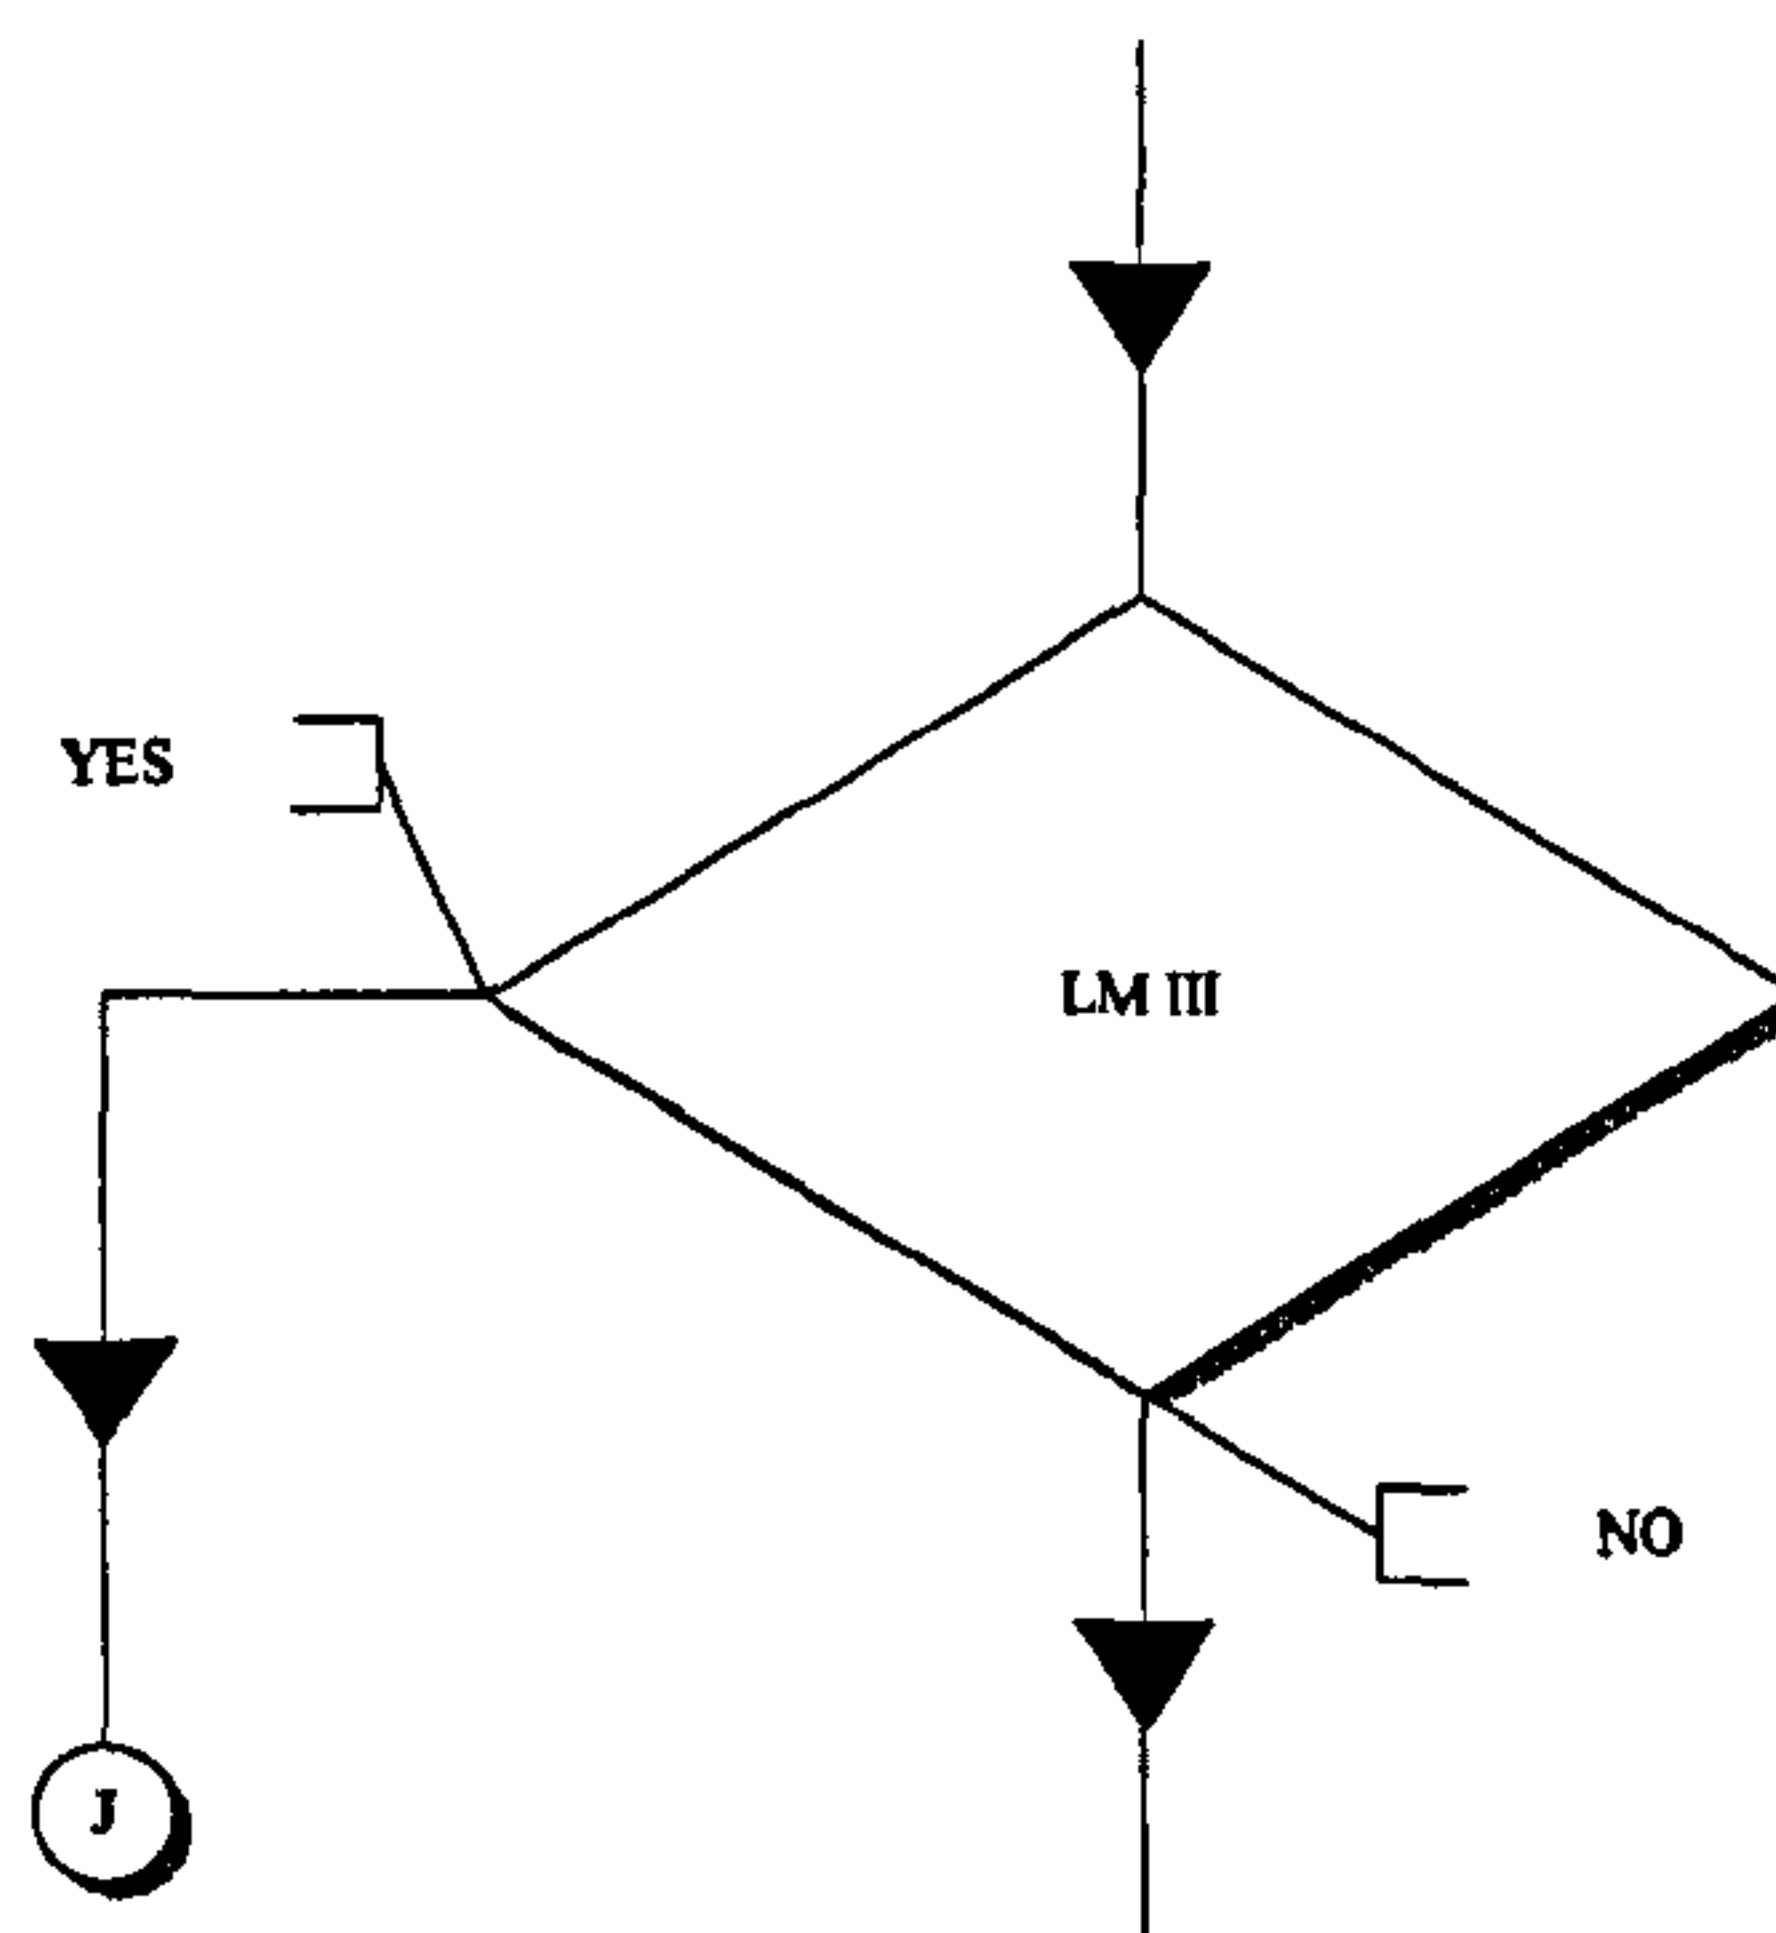 YES
LM III
NO
J